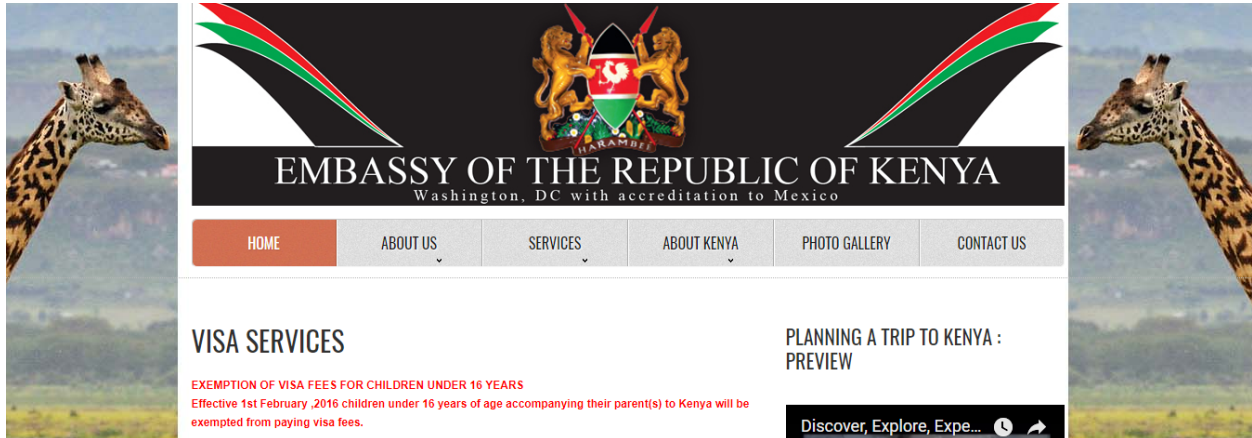 HARAMBEE
EMBASSY OF THE REPUBLIC OF KENYA
Washington, DC with accreditation to Mexico
HOME
ABOUT US
SERVICES
ABOUT KENYA
PHOTO GALLERY
CONTACT US
VISA SERVICES
EXEMPTION OF VISA FEES FOR CHILDREN UNDER 16 YEARS
Effective 1st February ,2016 children under 16 years of age accompanying their parent(s) to Kenya will be
exempted from paying visa fees.
PLANNING A TRIP TO KENYA :
PREVIEW
Discover, Explore, Expe...